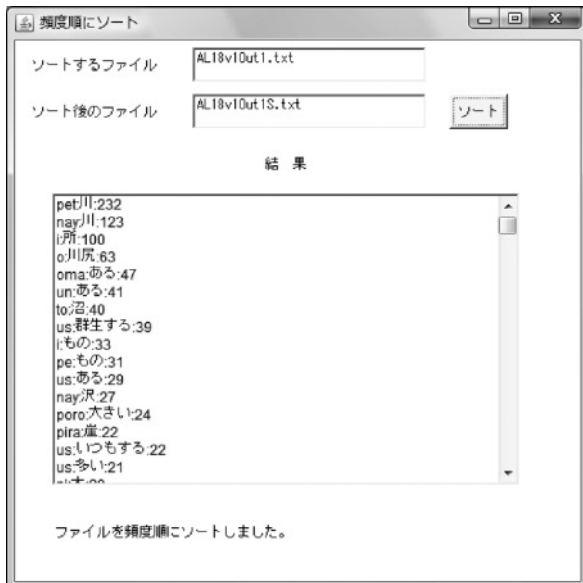 頻度順にソート
ソートするファイル AL18v1Out1.txt
ソート後のファイル AL18v1Out1S.txt ソート
結 果
pet:川:232
nay:川:123
i:所:100
o:川尻:63
oma:ある:47
un:ある:41
to:沼:40
us:群生する:39
i:もの:33
pe:もの:31
us:ある:29
nay:沢:27
poro:大きい:24
pira:崖:22
us:いつもする:22
us:多い:21
ファイルを頻度順にソートしました。